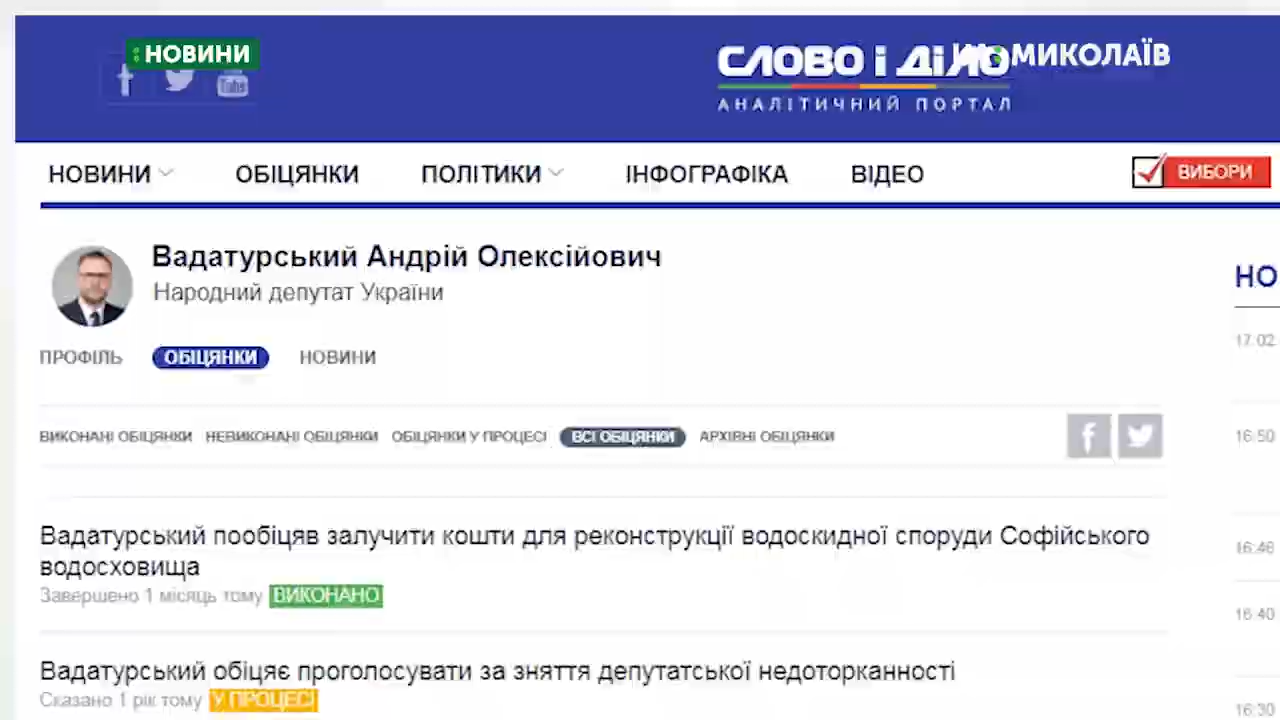 НОВИНИ
СЛОВО і ДіЛО
МИКОЛАЇВ
АНАЛІТИЧНИЙ ПОРТАЛ
НОВИНИ ОБІЦЯНКИ ПОЛІТИКИ ІНФОГРАФІКА ВІДЕО ВИБОРИ
Вадатурський Андрій Олексійович
Народний депутат України
НО
17:02
ПРОФІЛЬ ОБІЦЯНКИ НОВИНИ
ВИКОНАНІ ОБІЦЯНКИ НЕВИКОНАНІ ОБІЦЯНКИ ОБІЦЯНКИ У ПРОЦЕСІ ВСІ ОБІЦЯНКИ АРХІВНІ ОБІЦЯНКИ
16:50
Вадатурський пообіцяв залучити кошти для реконструкції водоскидної споруди Софійського
водосховища
16:46
Завершено 1 місяць тому ВИКОНАНО
16:40
Вадатурський обіцяє проголосувати за зняття депутатської недоторканності
Сказано 1 рік тому У ПРОЦЕСІ
16:30